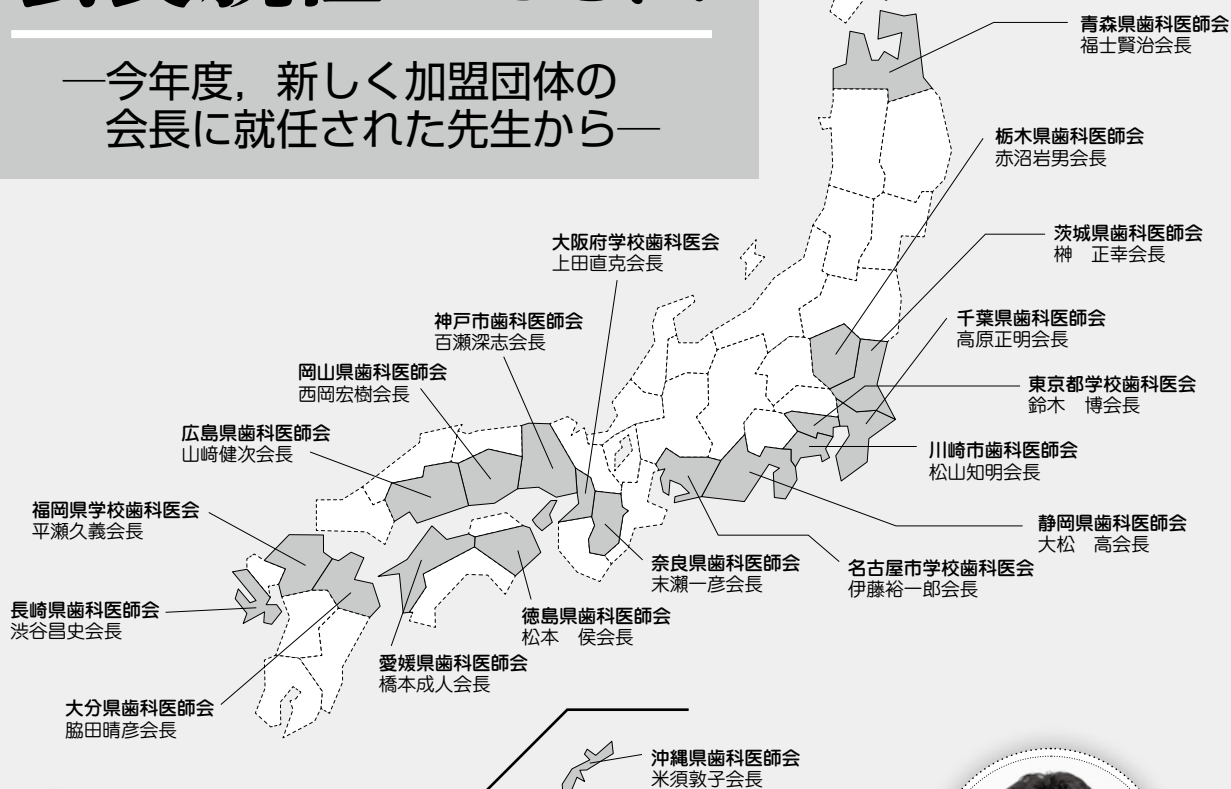 ―今年度，新しく加盟団体の
会長に就任された先生から―
青森県歯科医師会
福士賢治会長
栃木県歯科医師会
赤沼岩男会長
茨城県歯科医師会
榊　正幸会長
千葉県歯科医師会
高原正明会長
東京都学校歯科医会
鈴木　博会長
川崎市歯科医師会
松山知明会長
静岡県歯科医師会
大松　高会長
名古屋市学校歯科医会
伊藤裕一郎会長
大阪府学校歯科医会
上田直克会長
神戸市歯科医師会
百瀬深志会長
岡山県歯科医師会
西岡宏樹会長
広島県歯科医師会
山﨑健次会長
福岡県学校歯科医会
平瀬久義会長
長崎県歯科医師会
渋谷昌史会長
大分県歯科医師会
脇田晴彦会長
奈良県歯科医師会
末瀬一彦会長
徳島県歯科医師会
松本　侯会長
愛媛県歯科医師会
橋本成人会長
沖縄県歯科医師会
米須敦子会長